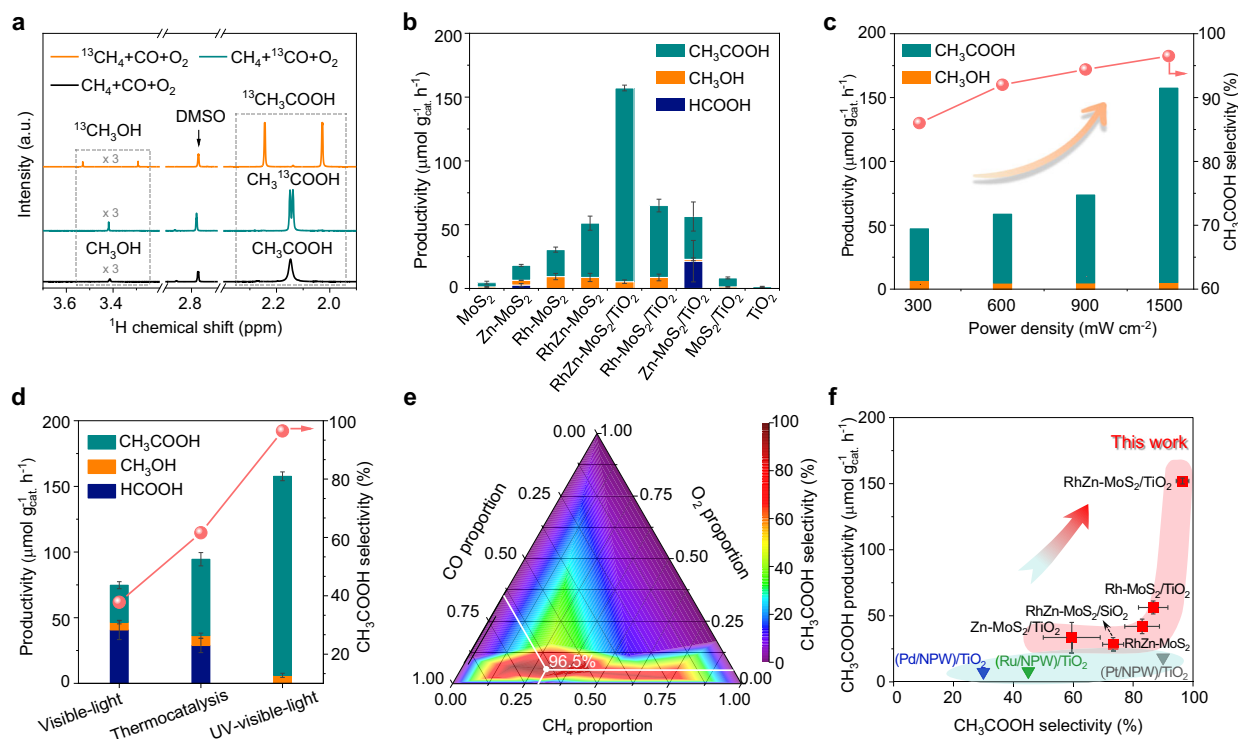 a
¹³CH₄+CO+O₂
CH₄+¹³CO+O₂
CH₄+CO+O₂
¹³CH₃COOH
DMSO
¹³CH₃OH
x 3
CH₃¹³COOH
x 3
CH₃OH
CH₃COOH
x 3
Intensity (a.u.)
3.6 3.4 2.8 2.2 2.0
¹H chemical shift (ppm)
b
CH₃COOH
CH₃OH
HCOOH
Productivity (μmol g⁻¹cat. h⁻¹)
200
150
100
50
0
MoS₂
Zn-MoS₂
Rh-MoS₂
RhZn-MoS₂
RhZn-MoS₂/TiO₂
Rh-MoS₂/TiO₂
Zn-MoS₂/TiO₂
MoS₂/TiO₂
TiO₂
c
CH₃COOH
CH₃OH
Productivity (μmol g⁻¹cat. h⁻¹)
200
150
100
50
0
CH₃COOH selectivity (%)
100
90
80
70
60
300 600 900 1500
Power density (mW cm⁻²)
d
CH₃COOH
CH₃OH
HCOOH
Productivity (μmol g⁻¹cat. h⁻¹)
200
150
100
50
0
CH₃COOH selectivity (%)
100
80
60
40
20
Visible-light
Thermocatalysis
UV-visible-light
e
0.00 1.00
0.25 0.75
0.50 0.50
0.75 0.25
1.00 0.00
CO proportion
O₂ proportion
96.5%
0.00 0.25 0.50 0.75 1.00
CH₄ proportion
CH₃COOH selectivity (%)
100
80
60
40
20
0
f
This work
RhZn-MoS₂/TiO₂
Rh-MoS₂/TiO₂
RhZn-MoS₂/SiO₂
Zn-MoS₂/TiO₂
RhZn-MoS₂
(Pd/NPW)/TiO₂
(Ru/NPW)/TiO₂
(Pt/NPW)/TiO₂
CH₃COOH productivity (μmol g⁻¹cat. h⁻¹)
200
150
100
50
0
0 20 40 60 80 100
CH₃COOH selectivity (%)